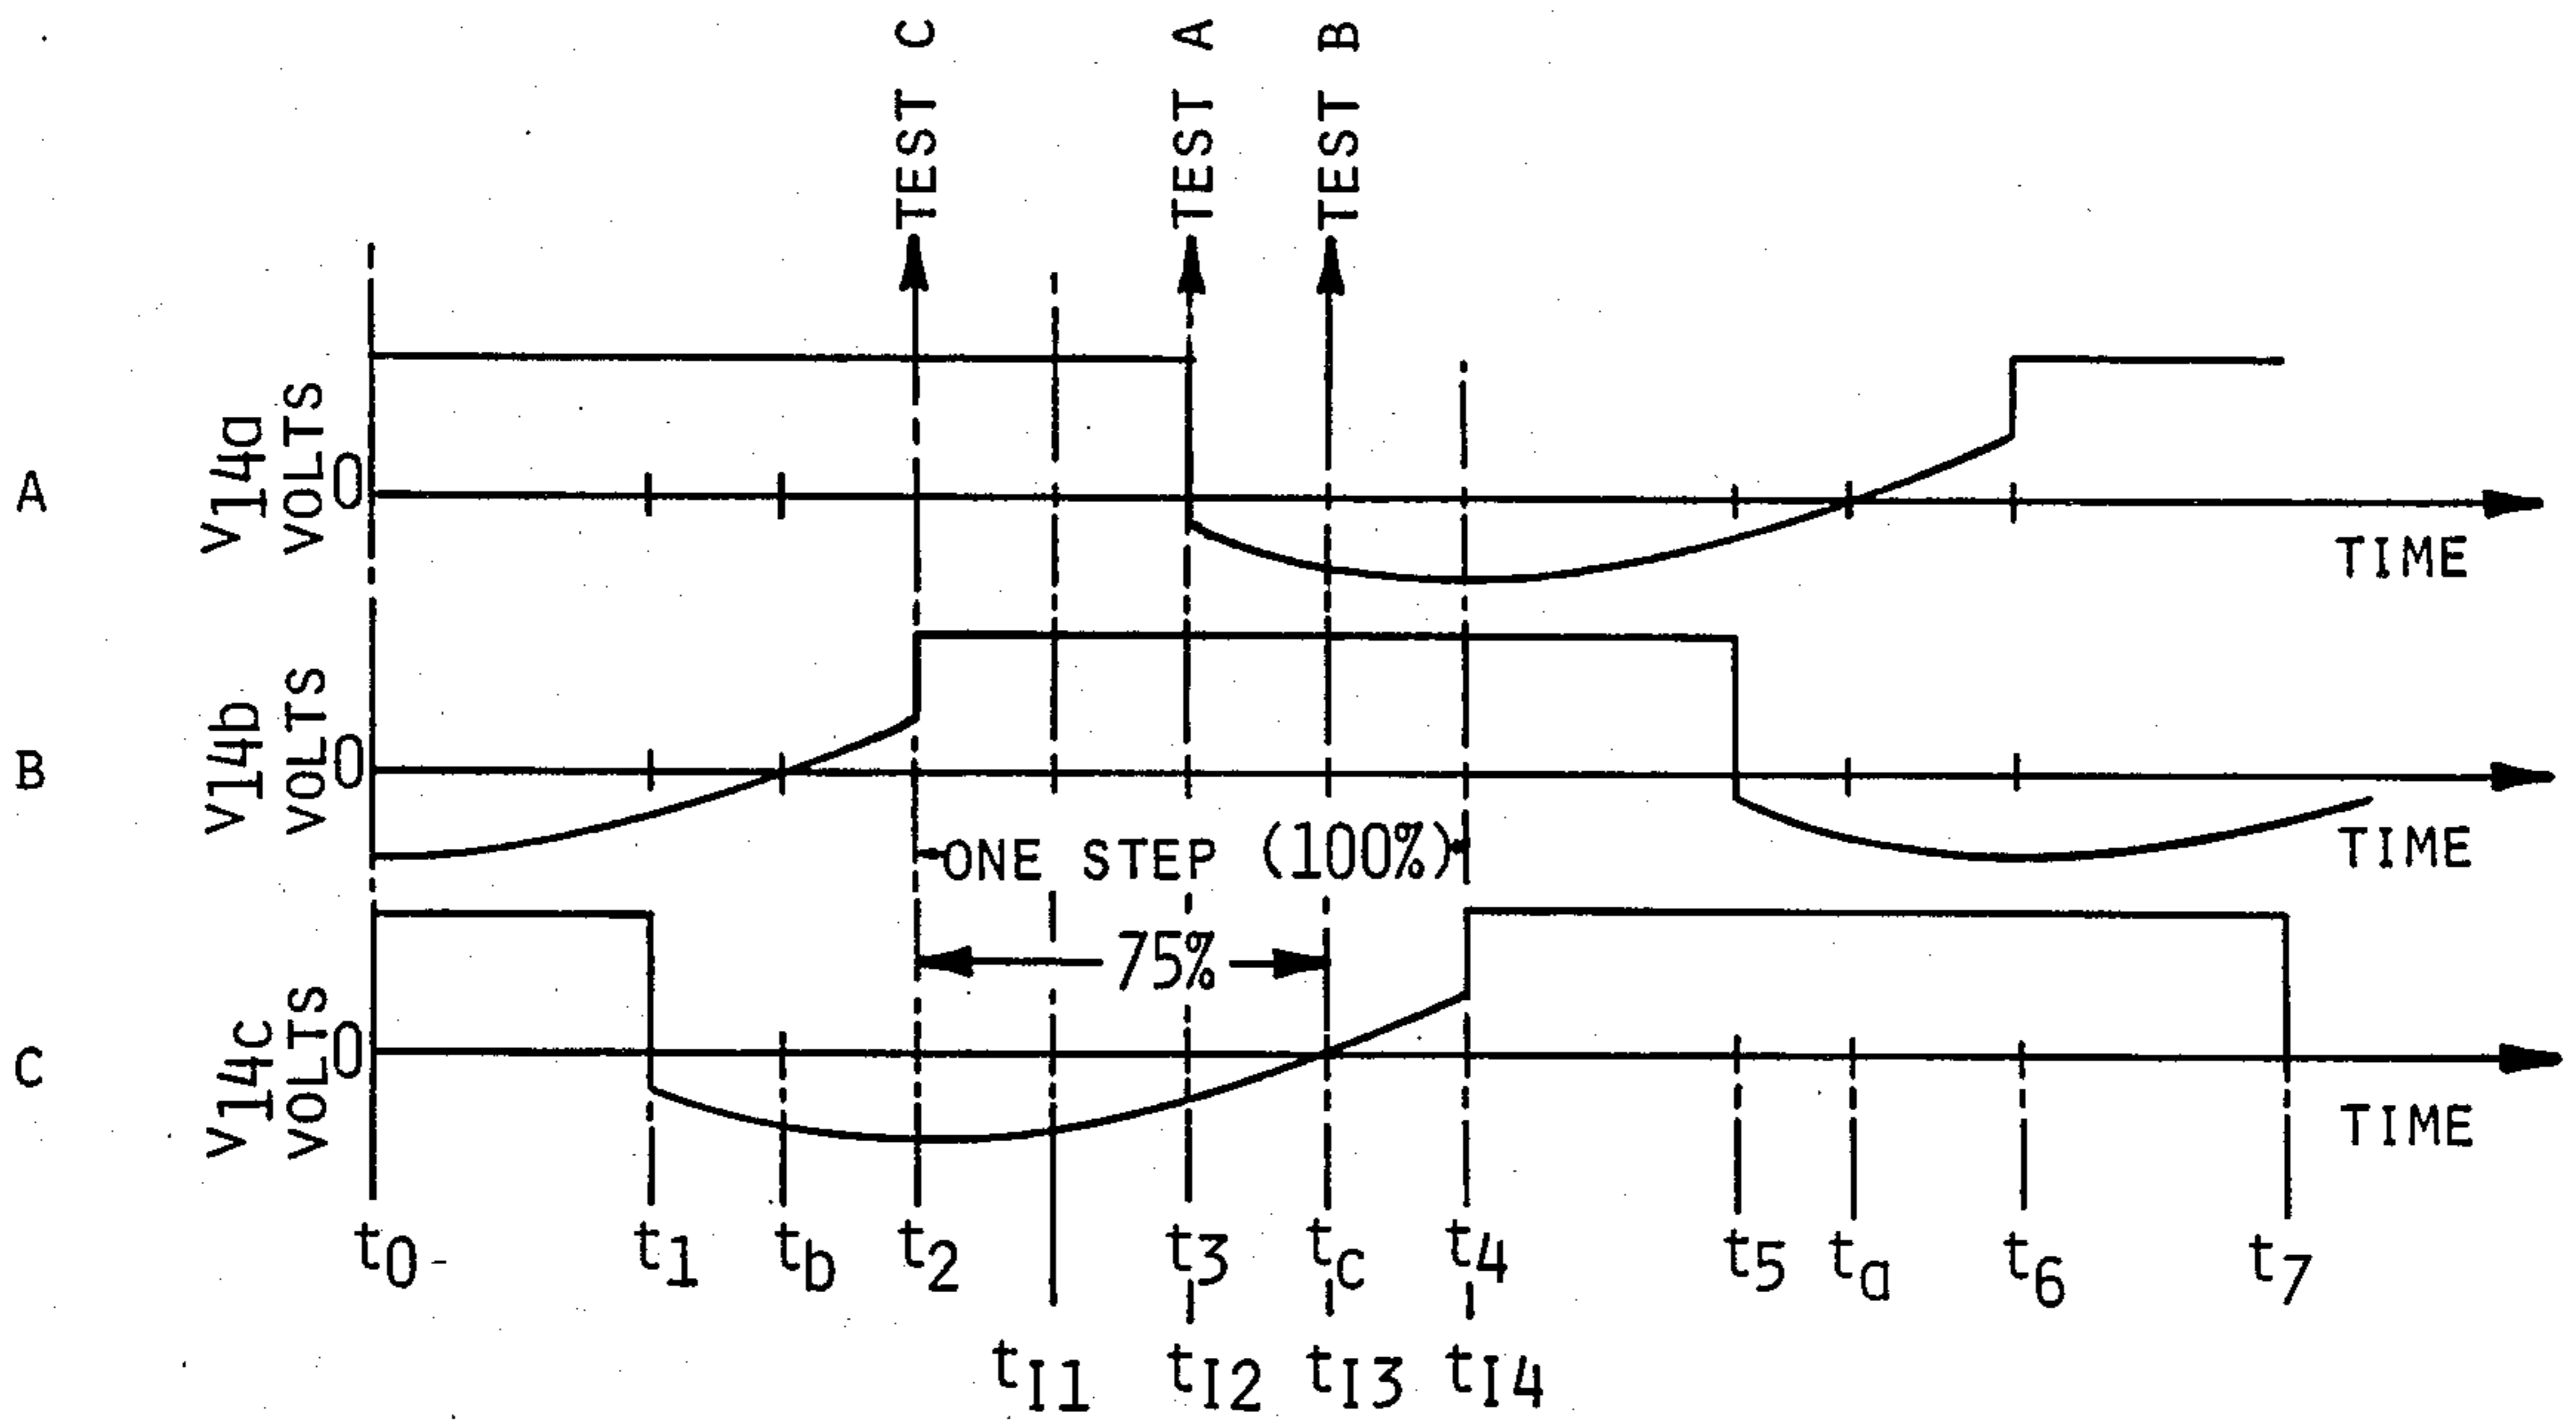 TEST C
TEST A
TEST B
A
V14a
VOLTS
0
TIME
B
V14b
VOLTS
0
TIME
ONE STEP (100%)
75%
C
V14c
VOLTS
0
TIME
t0 t1 tb t2 t3 tc t4 t5 ta t6 t7
tI1 tI2 tI3 tI4